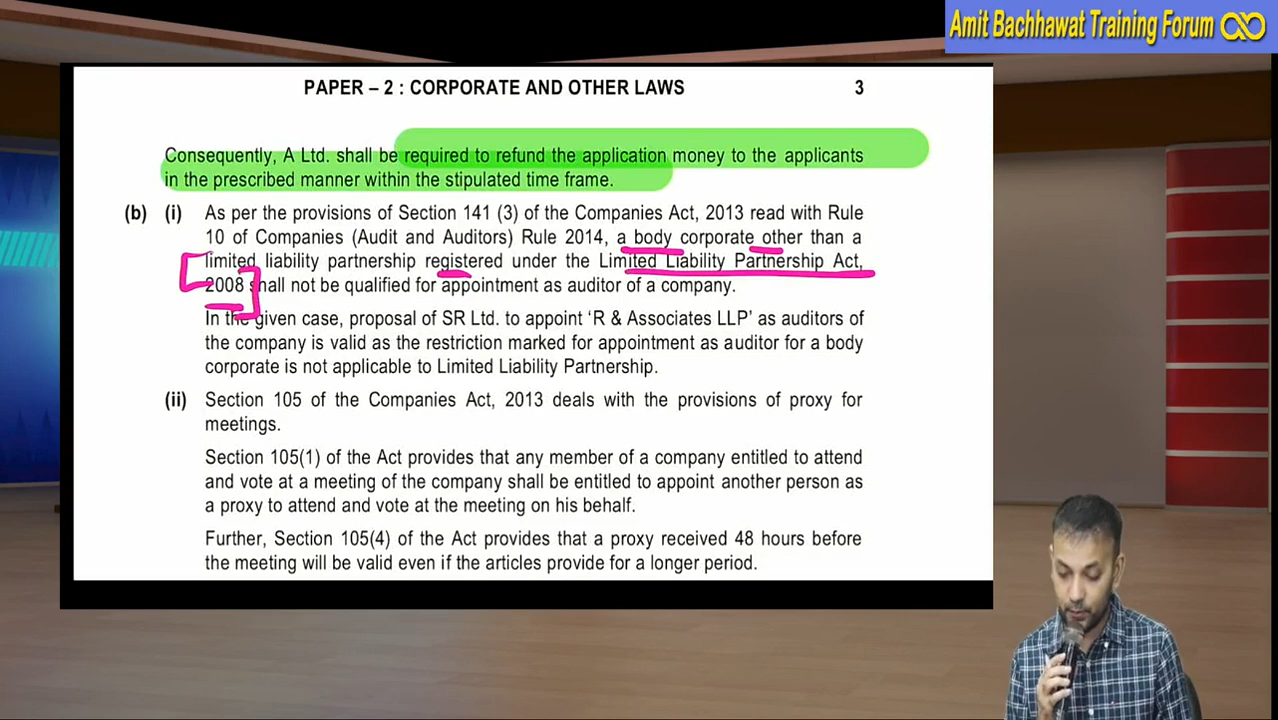 Amit Bachhawat Training Forum
PAPER – 2 : CORPORATE AND OTHER LAWS 3
Consequently, A Ltd. shall be required to refund the application money to the applicants
in the prescribed manner within the stipulated time frame.
(b) (i) As per the provisions of Section 141 (3) of the Companies Act, 2013 read with Rule
10 of Companies (Audit and Auditors) Rule 2014, a body corporate other than a
limited liability partnership registered under the Limited Liability Partnership Act,
2008 shall not be qualified for appointment as auditor of a company.
In the given case, proposal of SR Ltd. to appoint ‘R & Associates LLP’ as auditors of
the company is valid as the restriction marked for appointment as auditor for a body
corporate is not applicable to Limited Liability Partnership.
(ii) Section 105 of the Companies Act, 2013 deals with the provisions of proxy for
meetings.
Section 105(1) of the Act provides that any member of a company entitled to attend
and vote at a meeting of the company shall be entitled to appoint another person as
a proxy to attend and vote at the meeting on his behalf.
Further, Section 105(4) of the Act provides that a proxy received 48 hours before
the meeting will be valid even if the articles provide for a longer period.